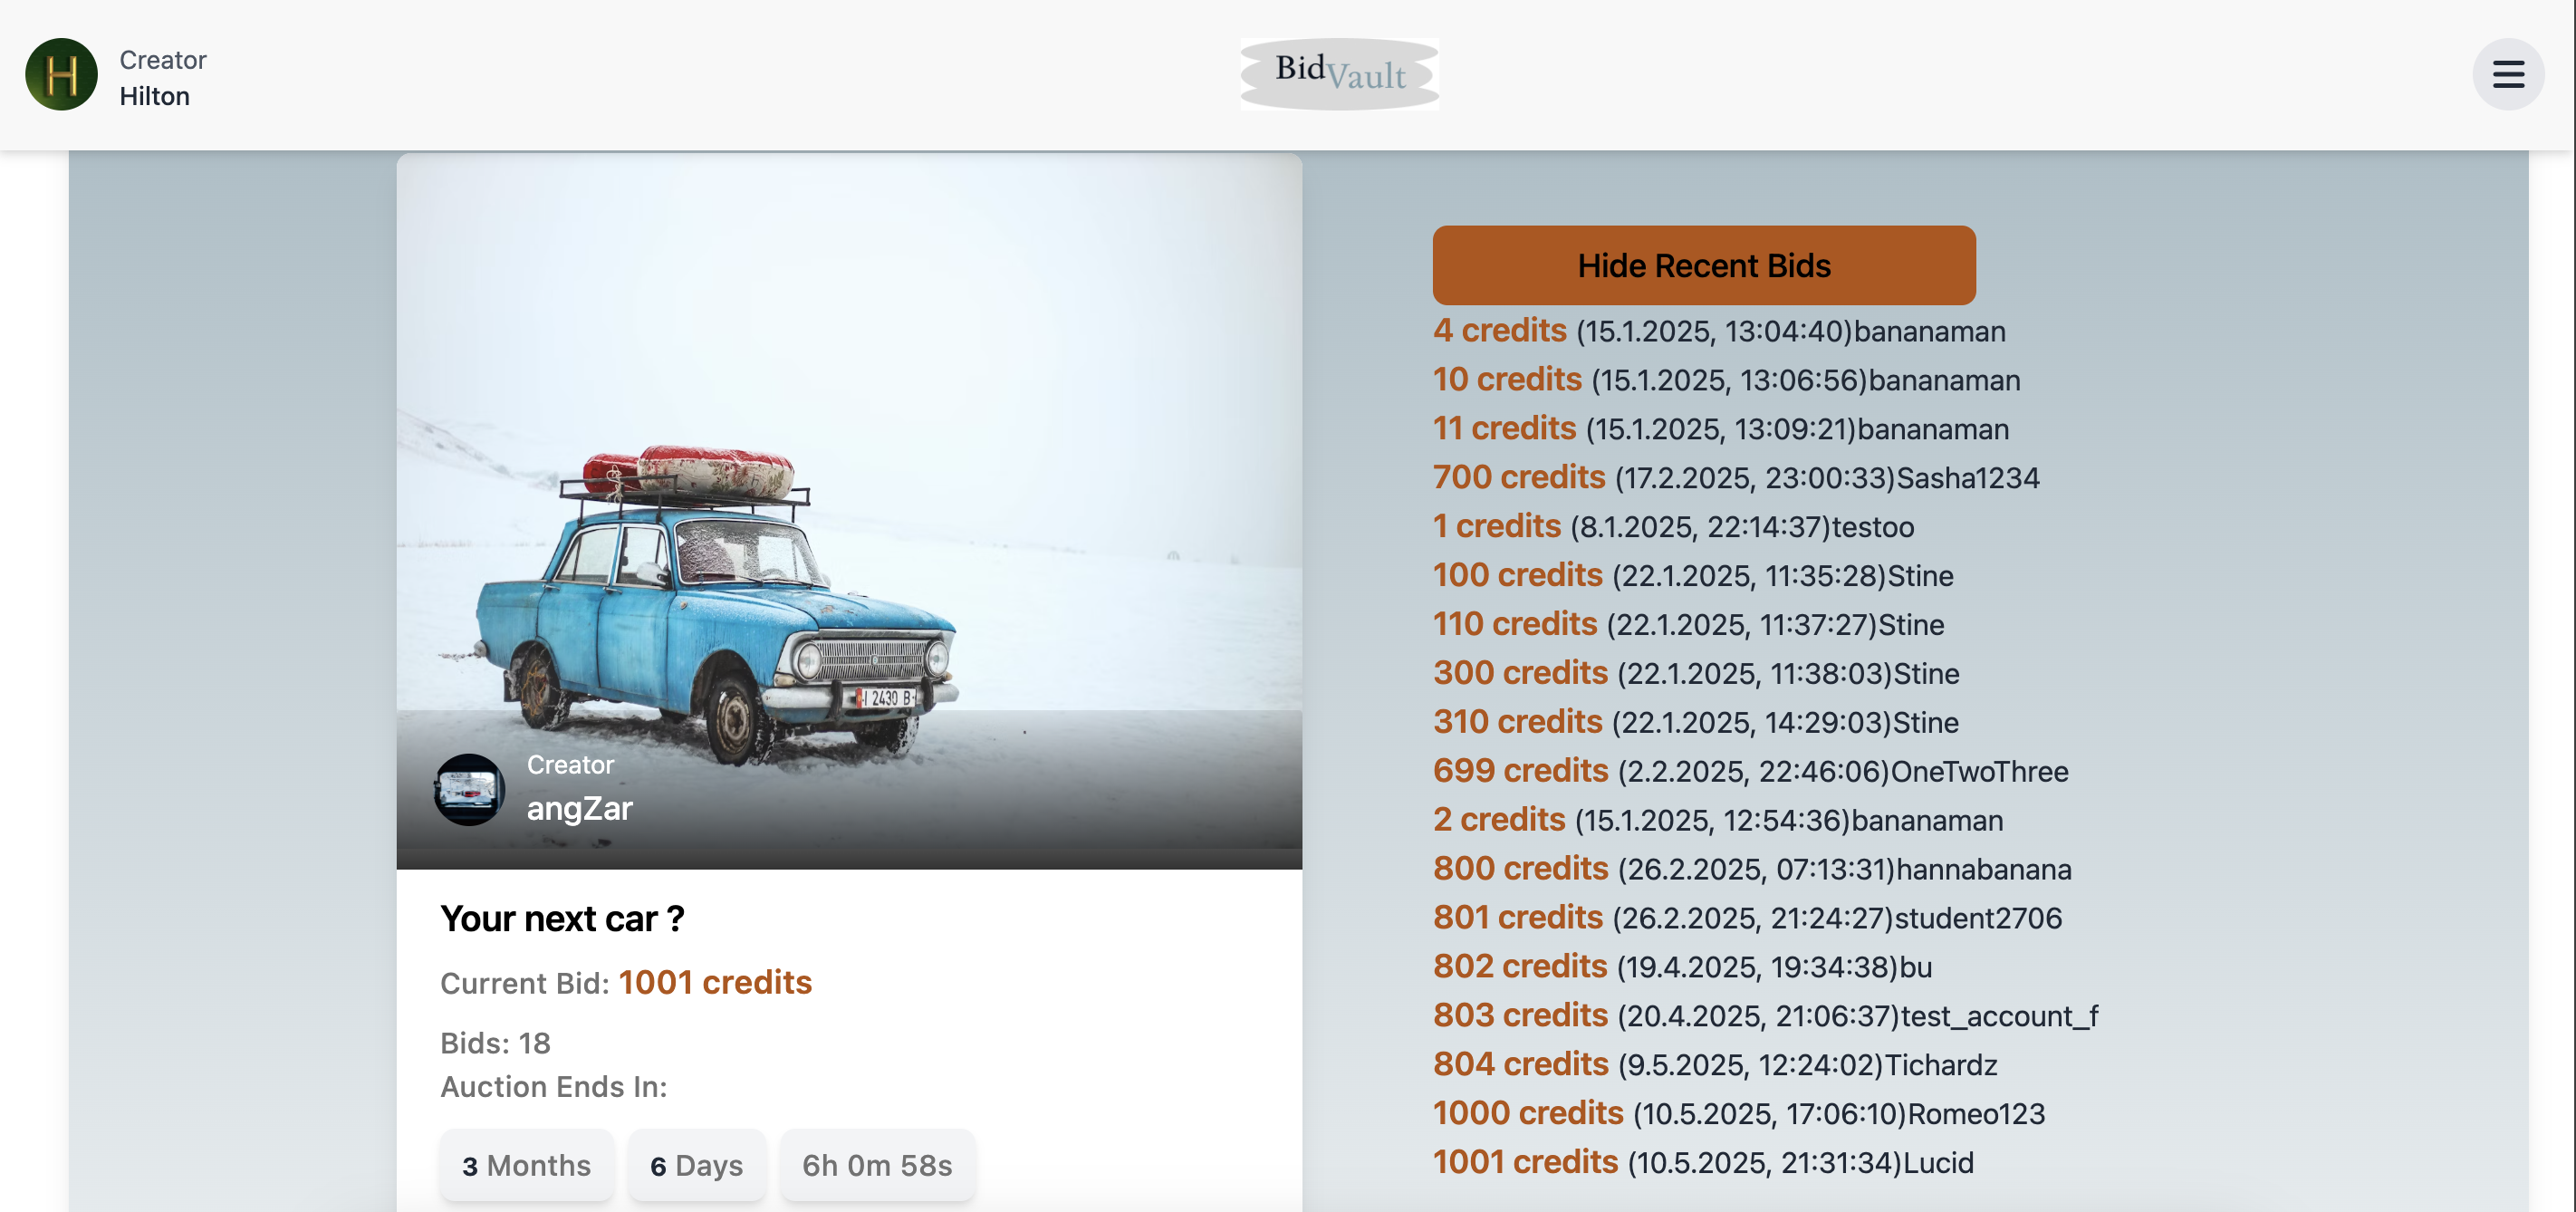 H
Creator
Hilton
BidVault
Hide Recent Bids
4 credits (15.1.2025, 13:04:40)bananaman
10 credits (15.1.2025, 13:06:56)bananaman
11 credits (15.1.2025, 13:09:21)bananaman
700 credits (17.2.2025, 23:00:33)Sasha1234
1 credits (8.1.2025, 22:14:37)testoo
100 credits (22.1.2025, 11:35:28)Stine
110 credits (22.1.2025, 11:37:27)Stine
300 credits (22.1.2025, 11:38:03)Stine
310 credits (22.1.2025, 14:29:03)Stine
699 credits (2.2.2025, 22:46:06)OneTwoThree
2 credits (15.1.2025, 12:54:36)bananaman
800 credits (26.2.2025, 07:13:31)hannabanana
801 credits (26.2.2025, 21:24:27)student2706
802 credits (19.4.2025, 19:34:38)bu
803 credits (20.4.2025, 21:06:37)test_account_f
804 credits (9.5.2025, 12:24:02)Tichardz
1000 credits (10.5.2025, 17:06:10)Romeo123
1001 credits (10.5.2025, 21:31:34)Lucid
I 2430 B
Creator
angZar
Your next car ?
Current Bid: 1001 credits
Bids: 18
Auction Ends In:
3 Months 6 Days 6h 0m 58s